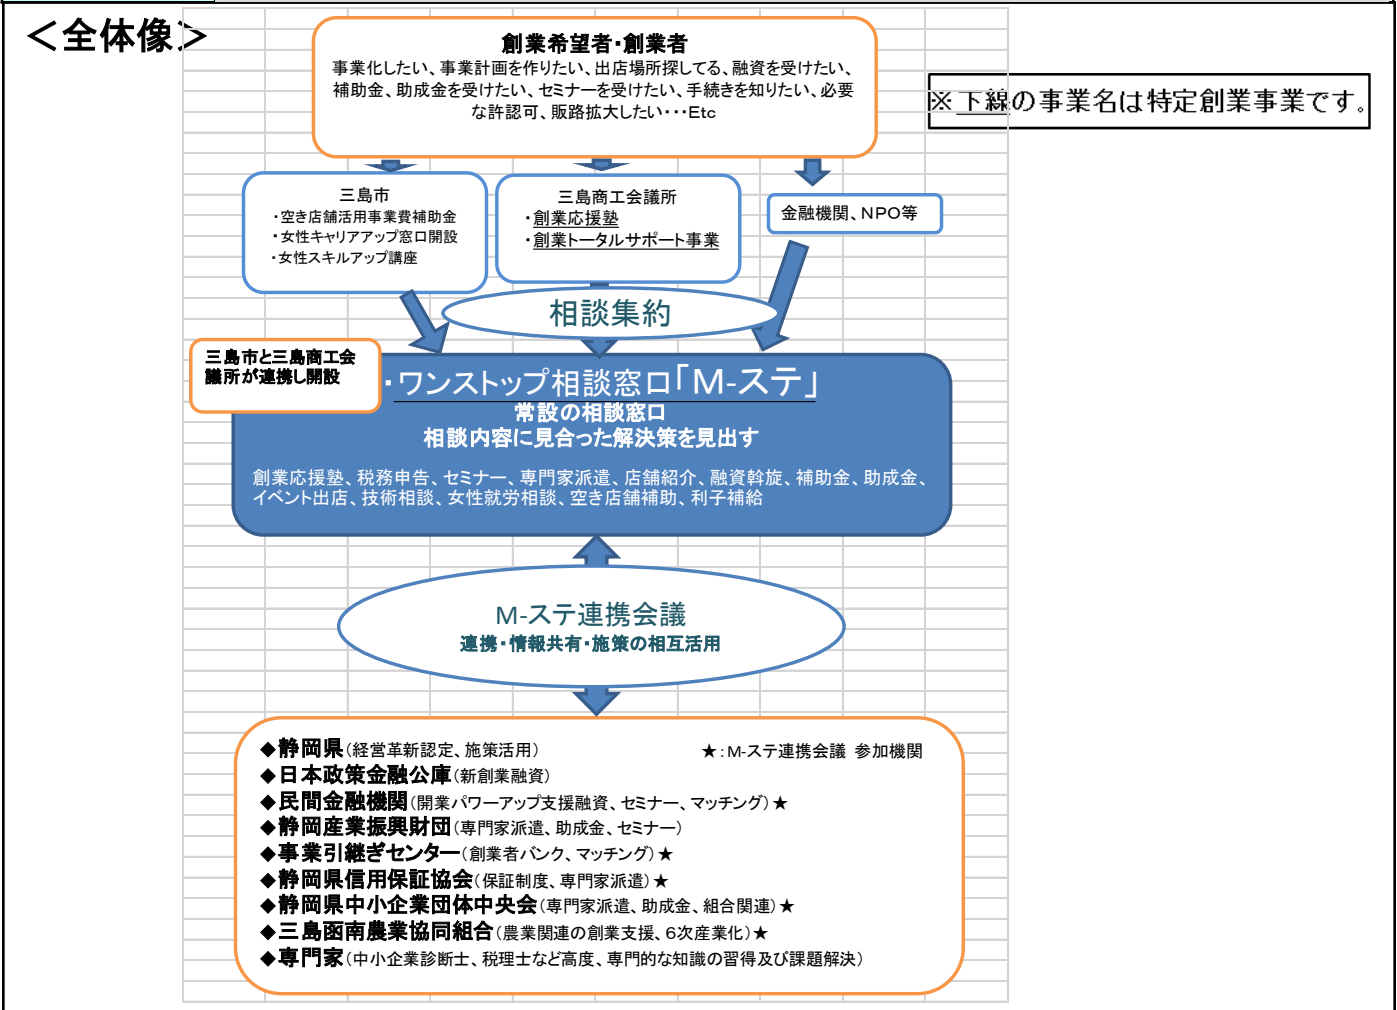 ＜全体像＞
創業希望者・創業者
事業化したい、事業計画を作りたい、出店場所探してる、融資を受けたい、
補助金、助成金を受けたい、セミナーを受けたい、手続きを知りたい、必要
な許認可、販路拡大したい・・・Etc
※下線の事業名は特定創業事業です。
三島市
・空き店舗活用事業費補助金
・女性キャリアアップ窓口開設
・女性スキルアップ講座
三島商工会議所
・創業応援塾
・創業トータルサポート事業
金融機関、NPO等
相談集約
三島市と三島商工会
議所が連携し開設
・ワンストップ相談窓口「M-ステ」
常設の相談窓口
相談内容に見合った解決策を見出す
創業応援塾、税務申告、セミナー、専門家派遣、店舗紹介、融資斡旋、補助金、助成金、
イベント出店、技術相談、女性就労相談、空き店舗補助、利子補給
M-ステ連携会議
連携・情報共有・施策の相互活用
◆静岡県（経営革新認定、施策活用）
★：M-ステ連携会議 参加機関
◆日本政策金融公庫（新創業融資）
◆民間金融機関（開業パワーアップ支援融資、セミナー、マッチング）★
◆静岡産業振興財団（専門家派遣、助成金、セミナー）
◆事業引継ぎセンター（創業者バンク、マッチング）★
◆静岡県信用保証協会（保証制度、専門家派遣）★
◆静岡県中小企業団体中央会（専門家派遣、助成金、組合関連）★
◆三島函南農業協同組合（農業関連の創業支援、6次産業化）★
◆専門家（中小企業診断士、税理士など高度、専門的な知識の習得及び課題解決）